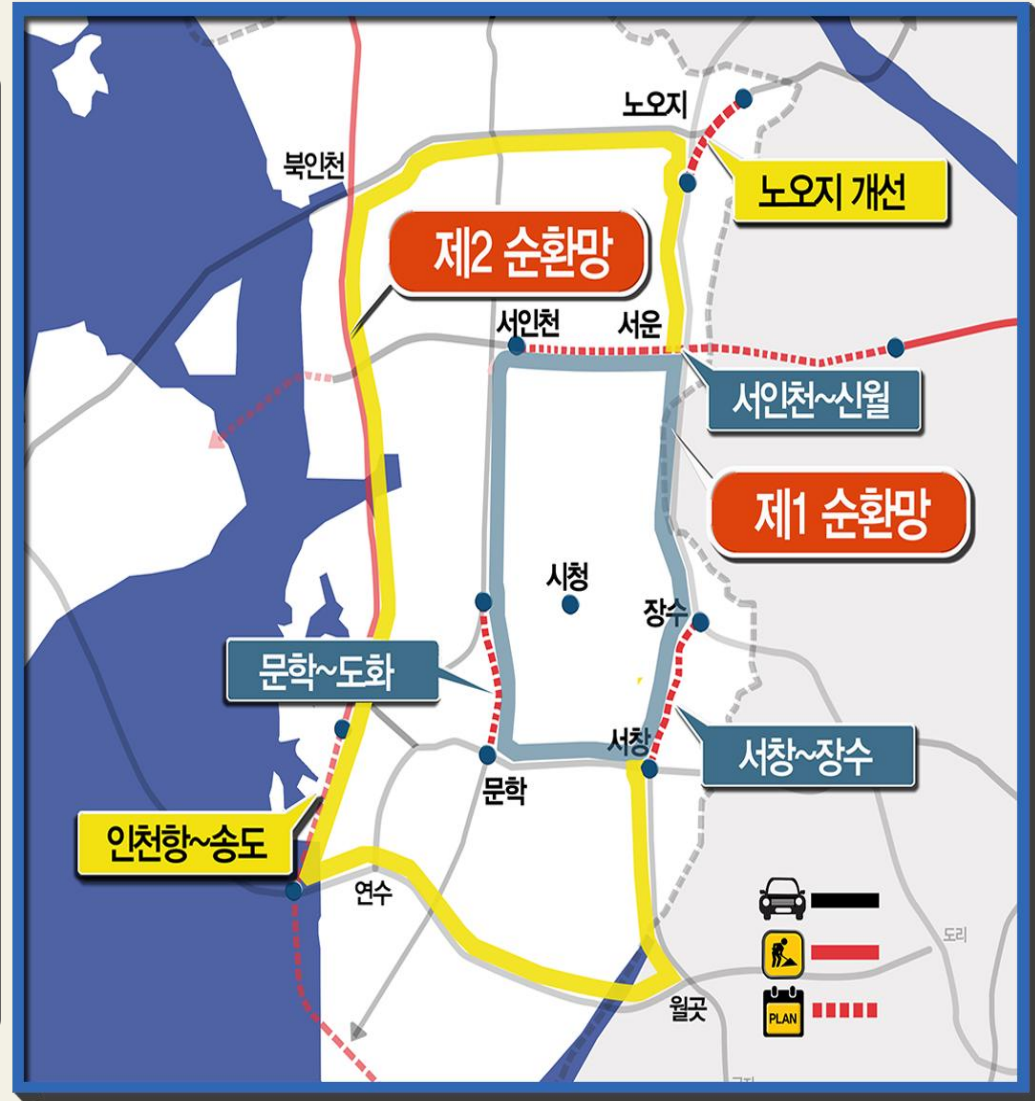 노오지
북인천
노오지 개선
제2 순환망
서인천
서운
서인천~신월
제1 순환망
시청
장수
문학~도화
서창
서창~장수
문학
인천항~송도
연수
도리
월곶
PLAN